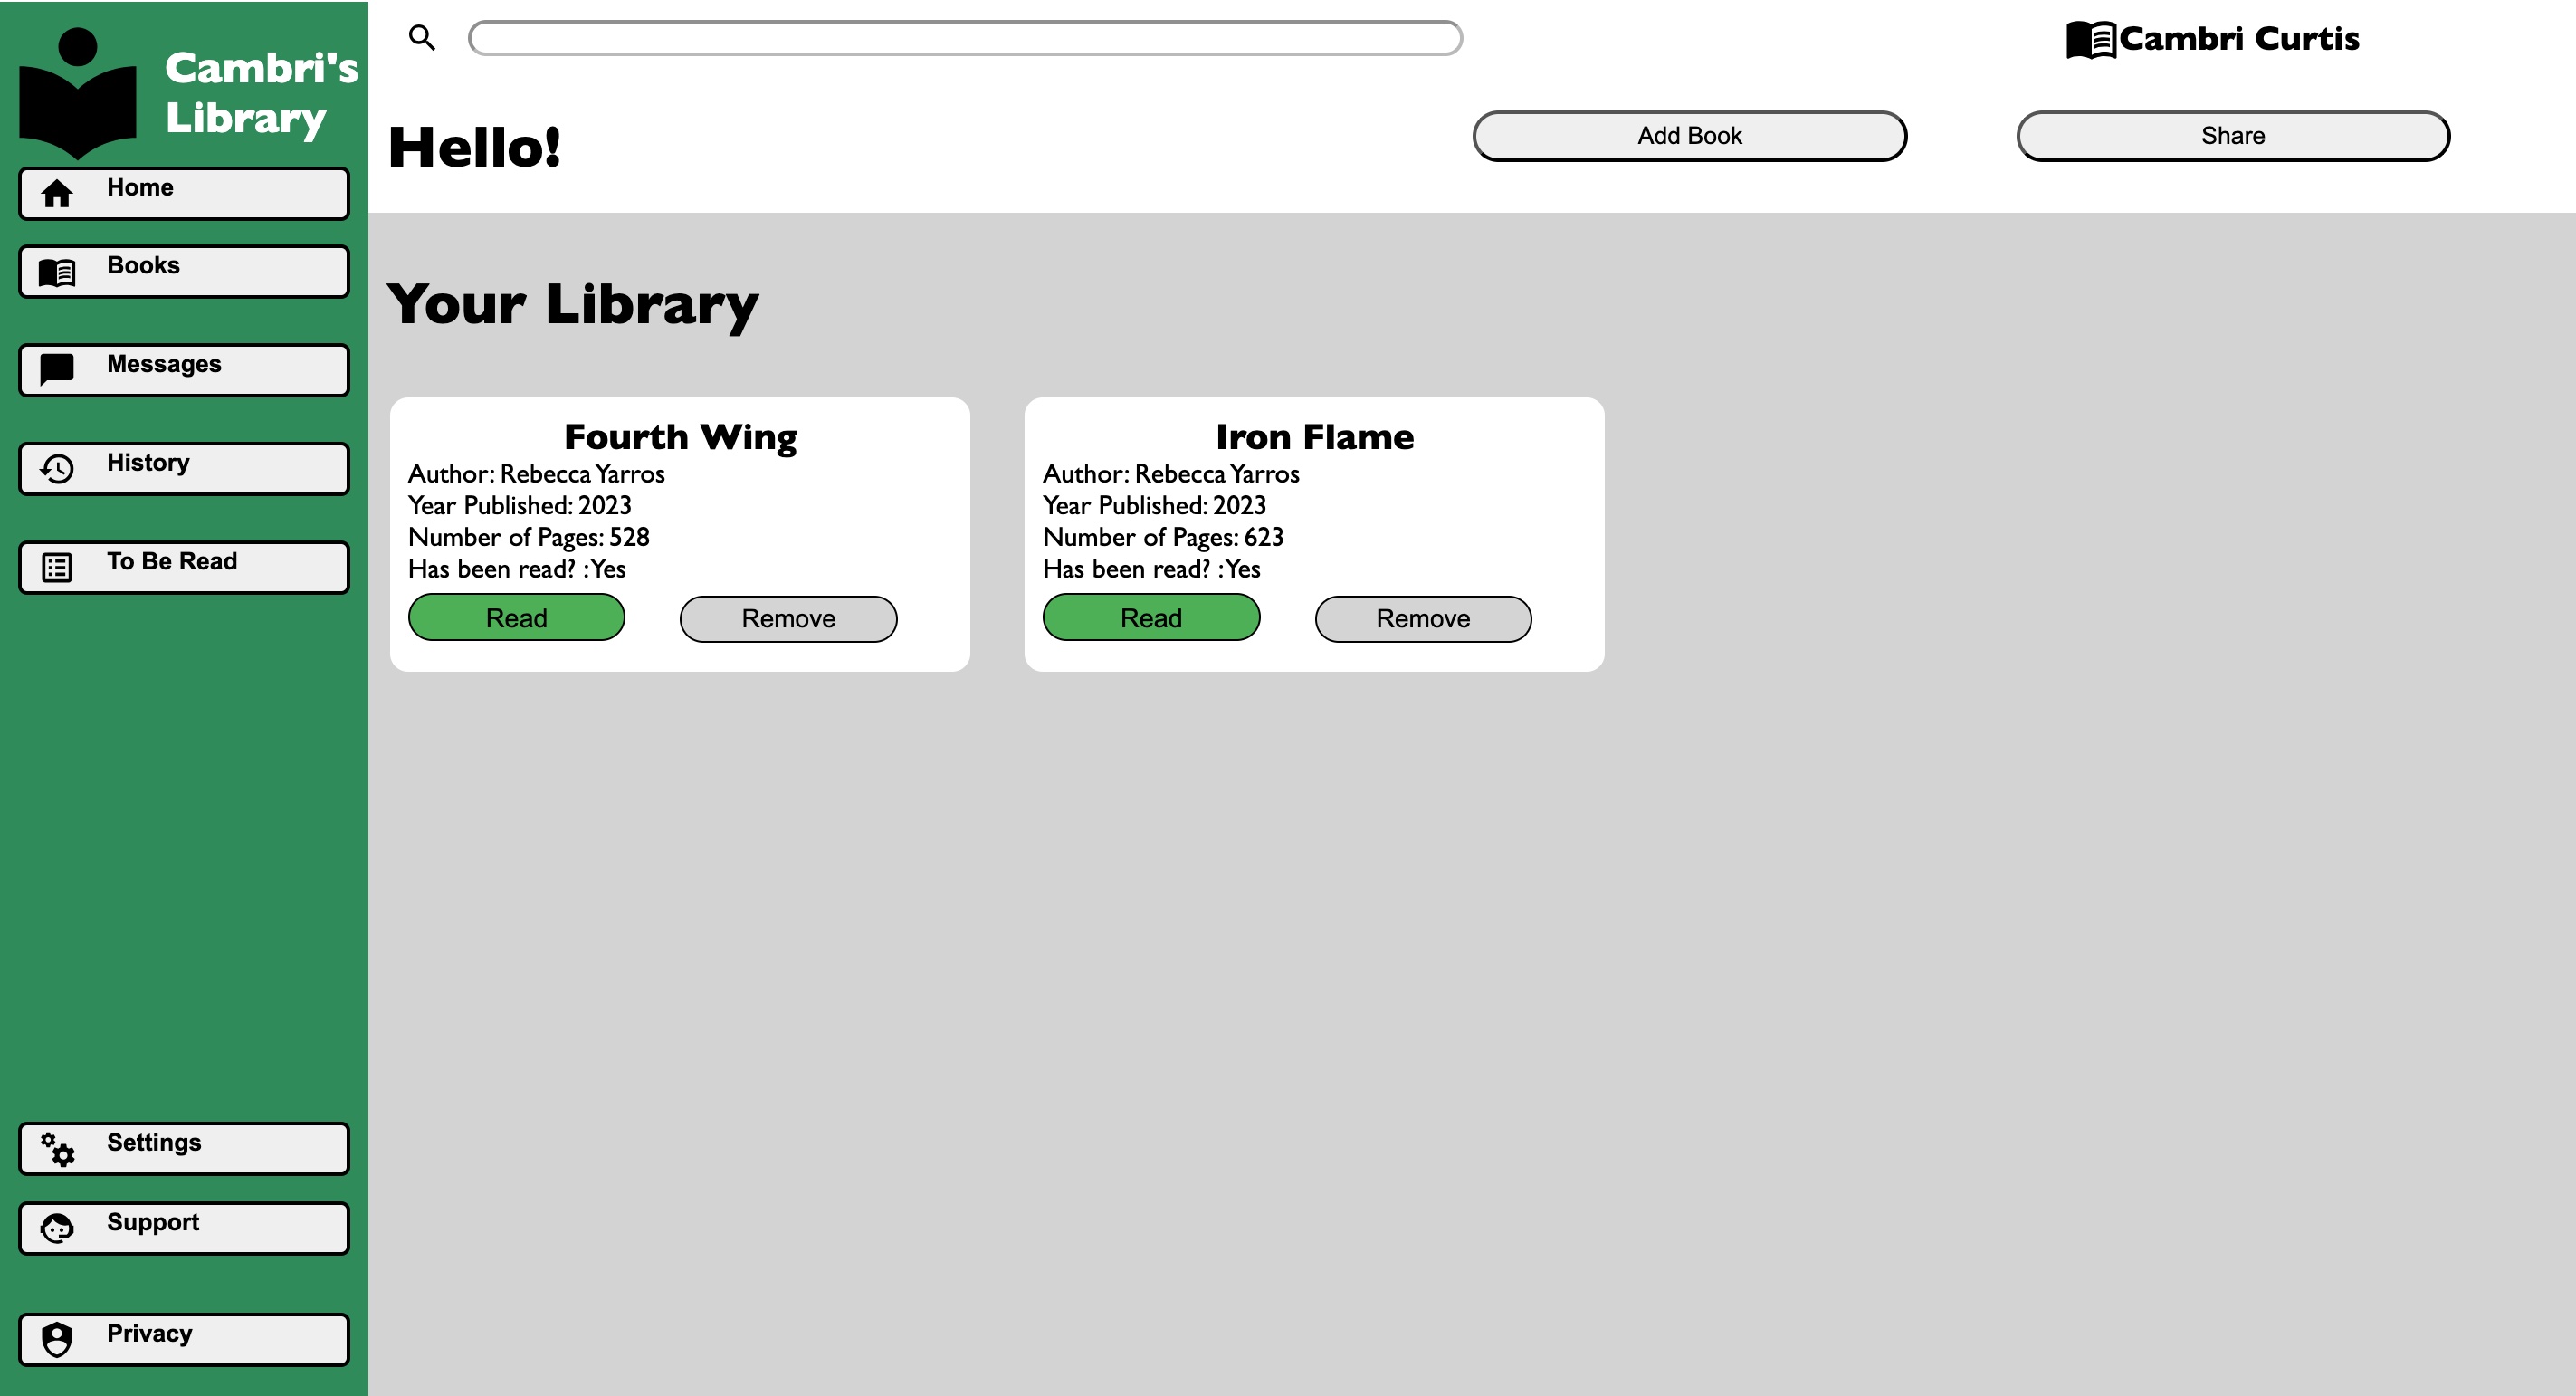 Cambri's
Library
Home
Books
Messages
History
To Be Read
Settings
Support
Privacy
Cambri Curtis
Hello!
Add Book
Share
Your Library
Fourth Wing
Author: Rebecca Yarros
Year Published: 2023
Number of Pages: 528
Has been read? :Yes
Read
Remove
Iron Flame
Author: Rebecca Yarros
Year Published: 2023
Number of Pages: 623
Has been read? :Yes
Read
Remove